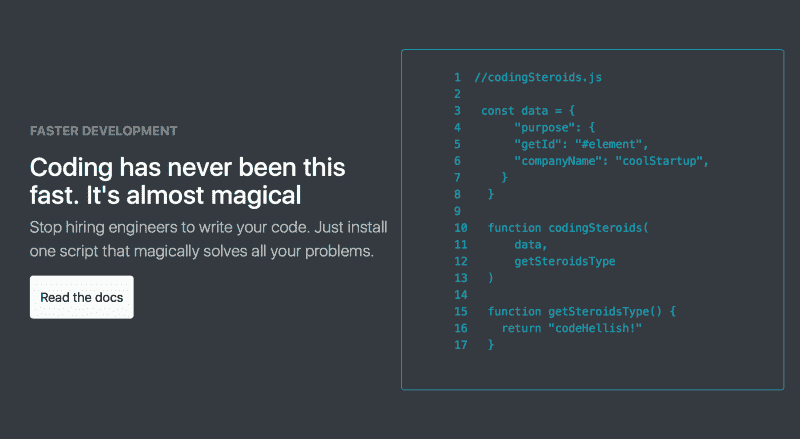 FASTER DEVELOPMENT
Coding has never been this
fast. It's almost magical
Stop hiring engineers to write your code. Just install
one script that magically solves all your problems.
Read the docs
1 //codingSteroids.js
2
3 const data = {
4 "purpose": {
5 "getId": "#element",
6 "companyName": "coolStartup",
7 }
8 }
9
10 function codingSteroids(
11 data,
12 getSteroidsType
13 )
14
15 function getSteroidsType() {
16 return "codeHellish!"
17 }